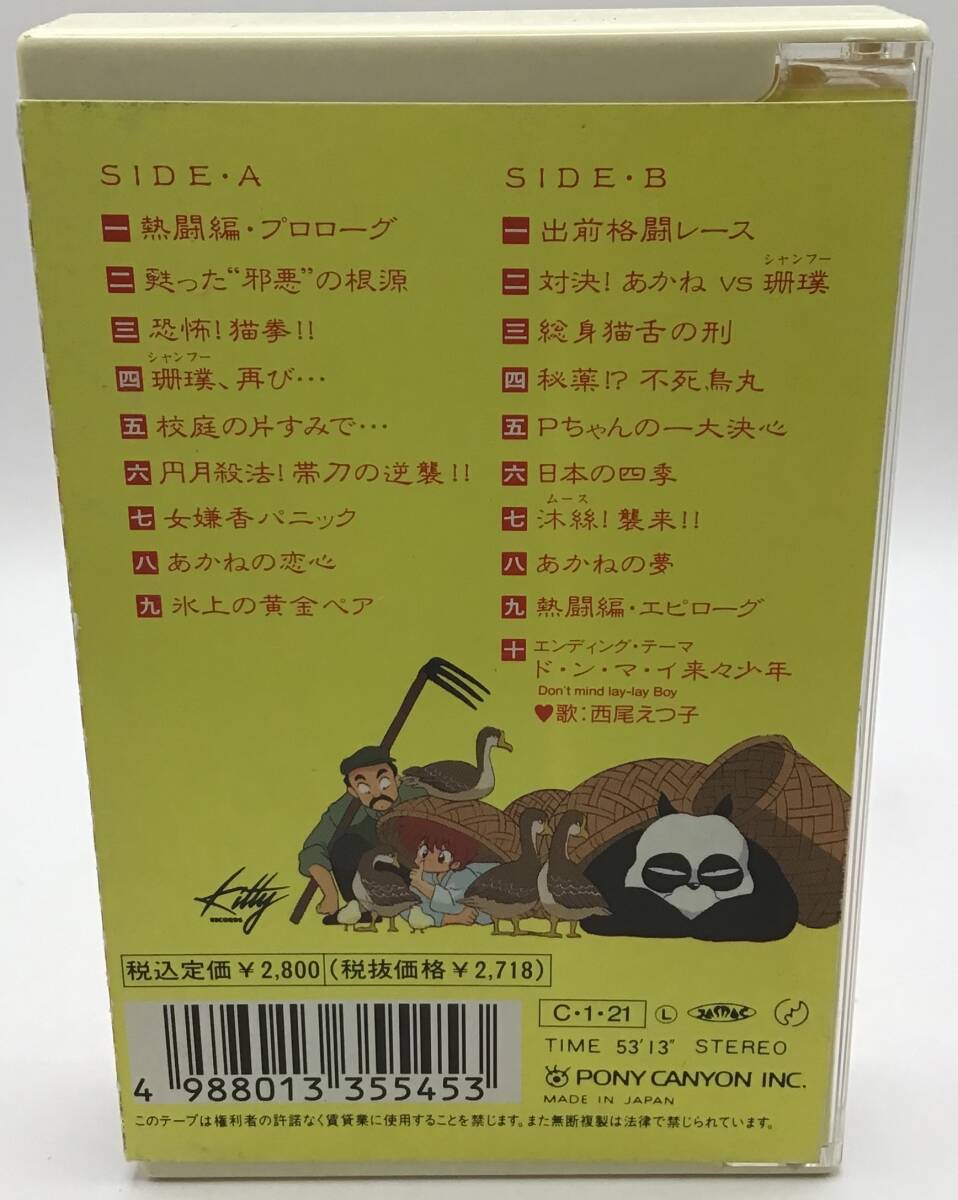 SIDE・A
一 熱闘編・プロローグ
二 甦った“邪悪”の根源
三 恐怖!猫拳!!
シャンプー
四 珊璞、再び…
五 校庭の片すみで…
六 円月殺法!帯刀の逆襲!!
七 女嫌香パニック
八 あかねの恋心
九 氷上の黄金ペア
SIDE・B
一 出前格闘レース
シャンプー
二 対決!あかね VS 珊璞
三 総身猫舌の刑
四 秘薬!? 不死鳥丸
五 Pちゃんの一大決心
六 日本の四季
ムース
七 沐絲!襲来!!
八 あかねの夢
九 熱闘編・エピローグ
十 エンディング・テーマ
ド・ン・マ・イ来々少年
Don't mind lay-lay Boy
♥歌:西尾えつ子
Kitty
RECORDS
税込定価¥2,800 (税抜価格¥2,718)
4 988013 355453
C・1・21 Ⓛ JASRAC
TIME 53'13" STEREO
PONY CANYON INC.
MADE IN JAPAN
このテープは権利者の許諾なく賃貸業に使用することを禁じます。また無断複製は法律で禁じられています。